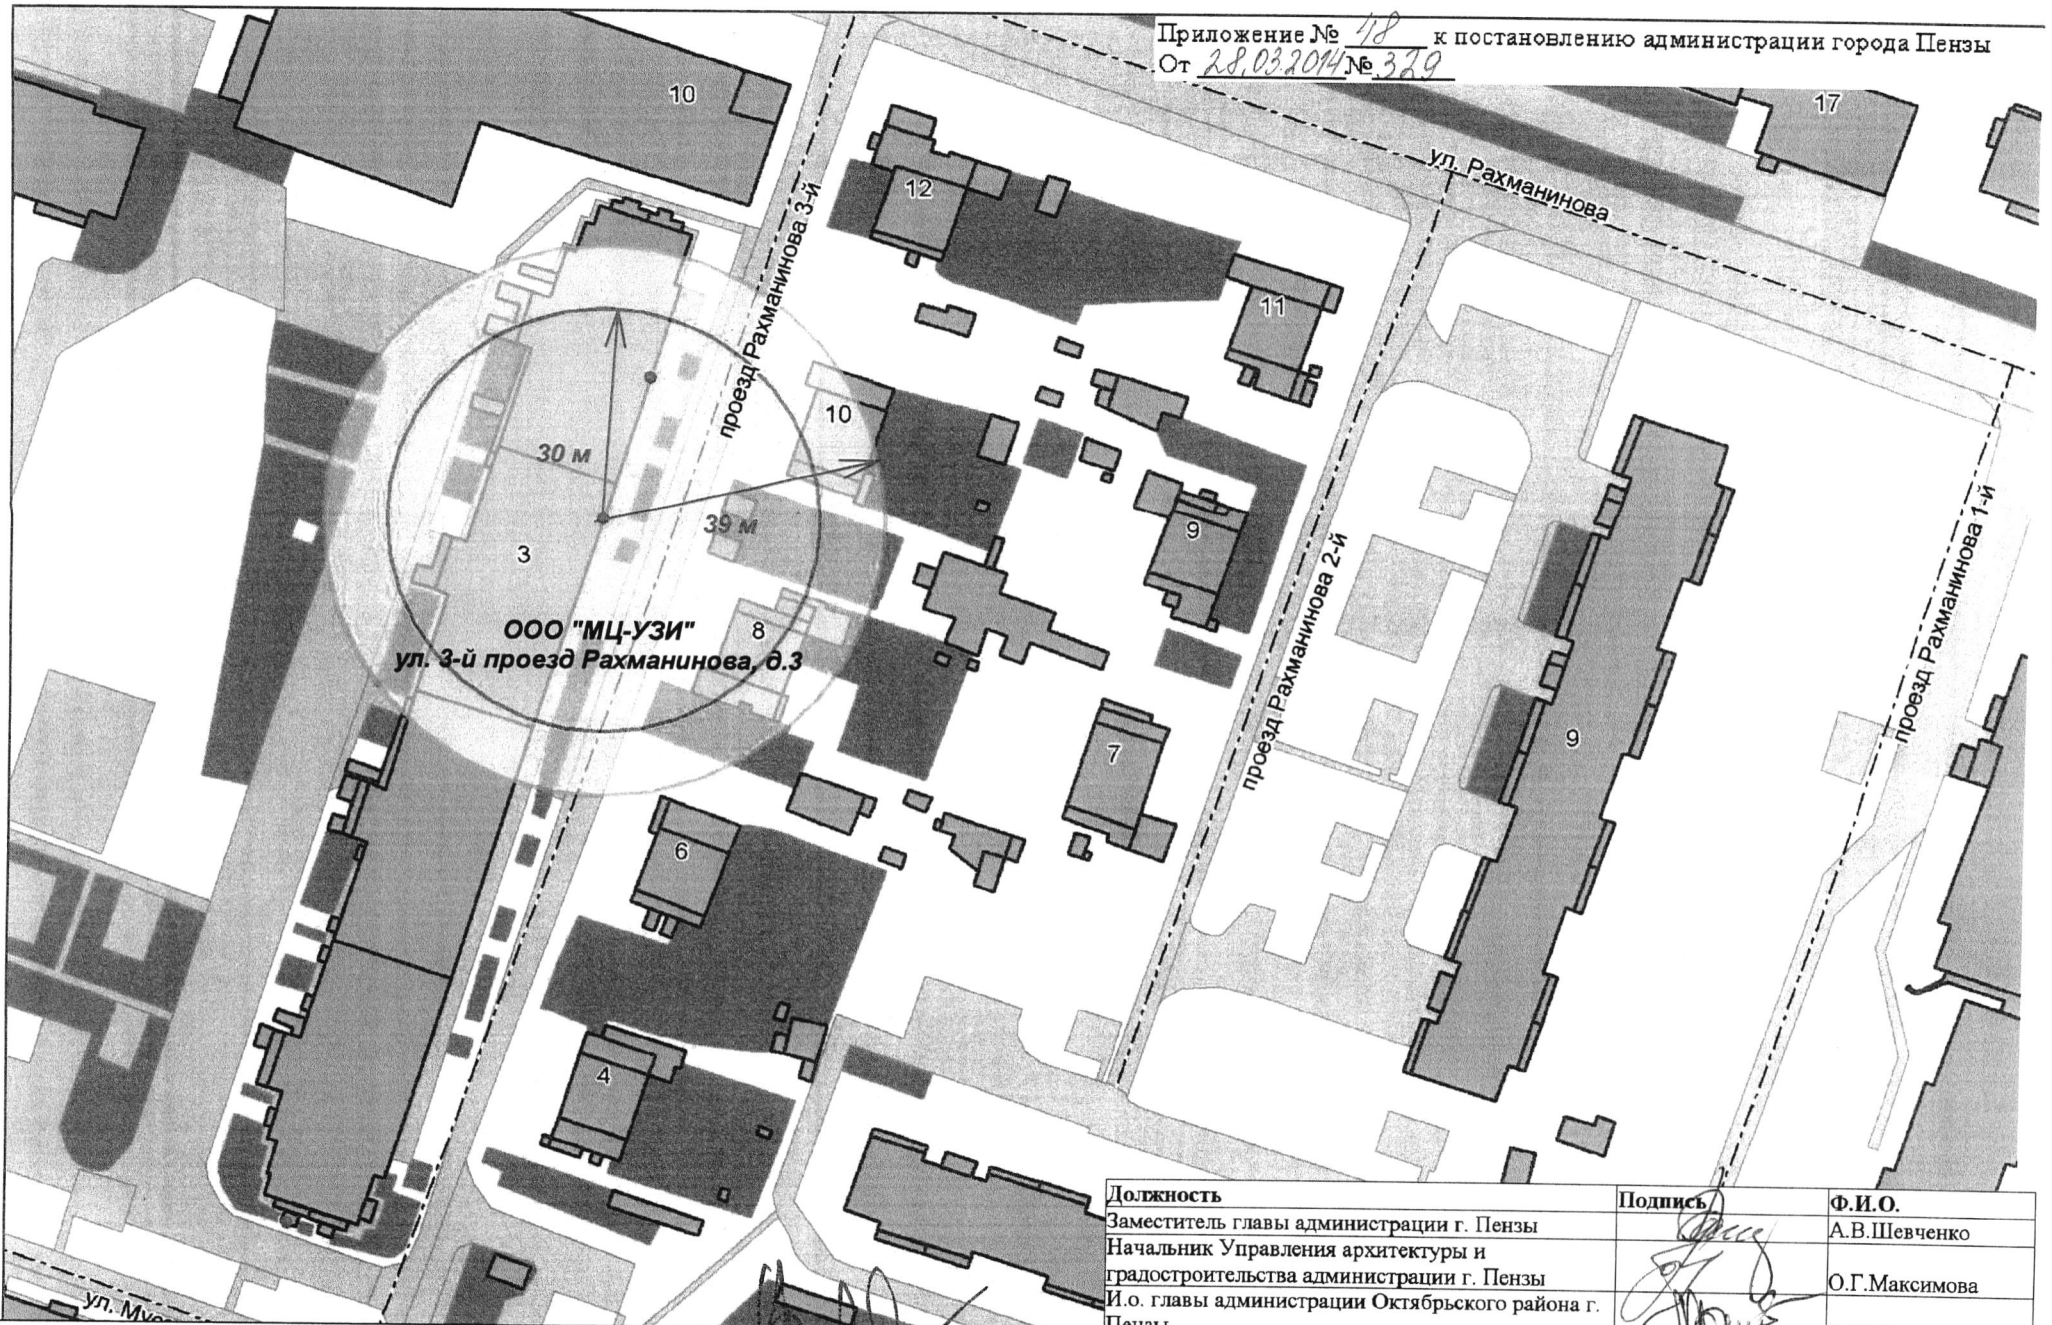 Приложение № 48 к постановлению администрации города Пензы
От 28.03.2014 № 329
10
17
ул. Рахманинова
12
проезд Рахманинова 3-й
11
10
30 м
39 м
3
9
8
ООО "МЦ-УЗИ"
ул. 3-й проезд Рахманинова, д.3
проезд Рахманинова 2-й
проезд Рахманинова 1-й
7
9
6
4
Должность Подпись Ф.И.О.
Заместитель главы администрации г. Пензы А.В.Шевченко
Начальник Управления архитектуры и
градостроительства администрации г. Пензы О.Г.Максимова
И.о. главы администрации Октябрьского района г.
Пензы
ул.